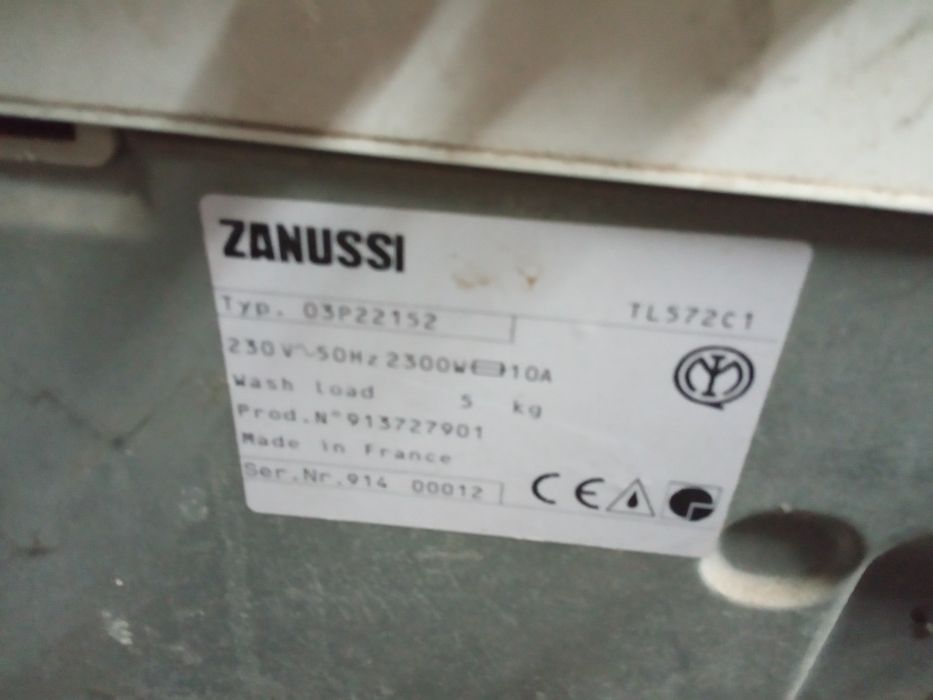 ZANUSSI
Typ. 03P22152 TL572C1
230V~50Hz 2300W 10A
Wash load 5 kg
Prod.N°913727901
Made in France
Ser.Nr.914 00012
CE